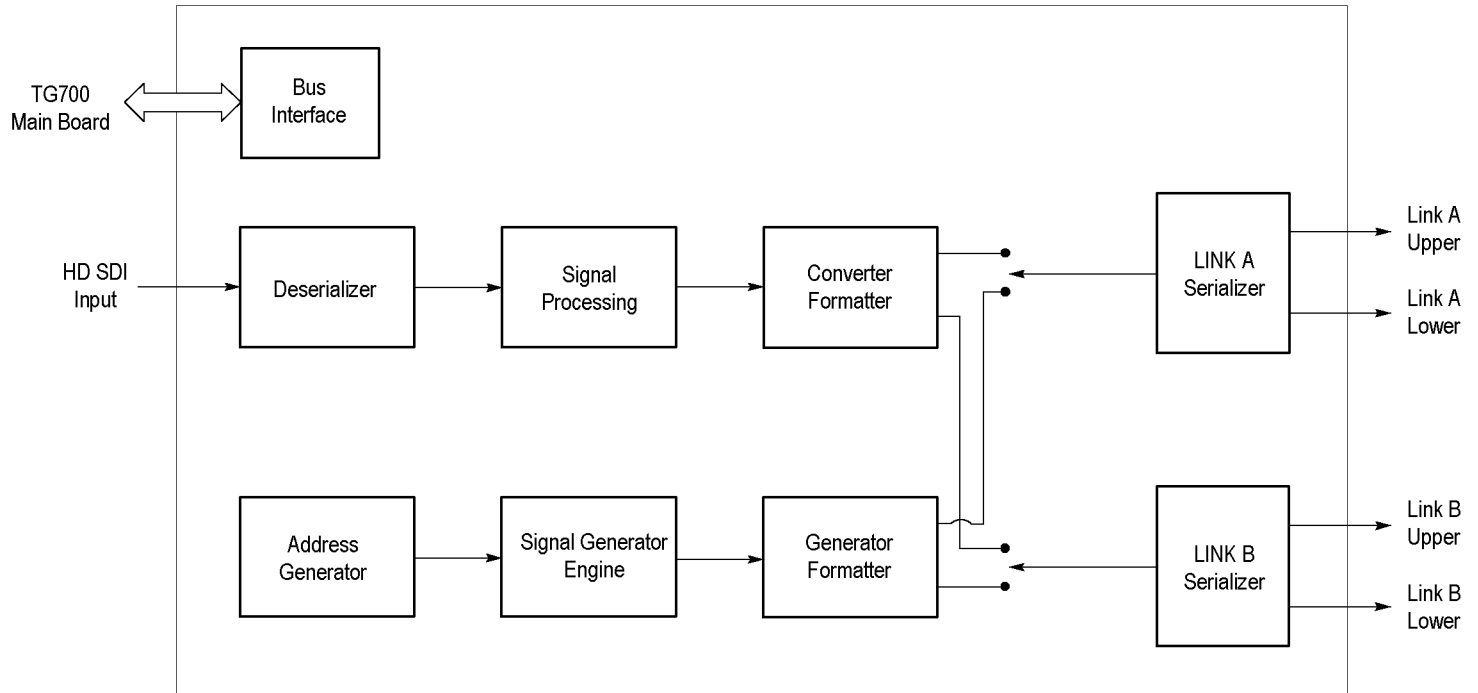 TG700
Main Board
Bus
Interface
HD SDI
Input
Deserializer
Signal
Processing
Converter
Formatter
LINK A
Serializer
Link A
Upper
Link A
Lower
Address
Generator
Signal Generator
Engine
Generator
Formatter
LINK B
Serializer
Link B
Upper
Link B
Lower